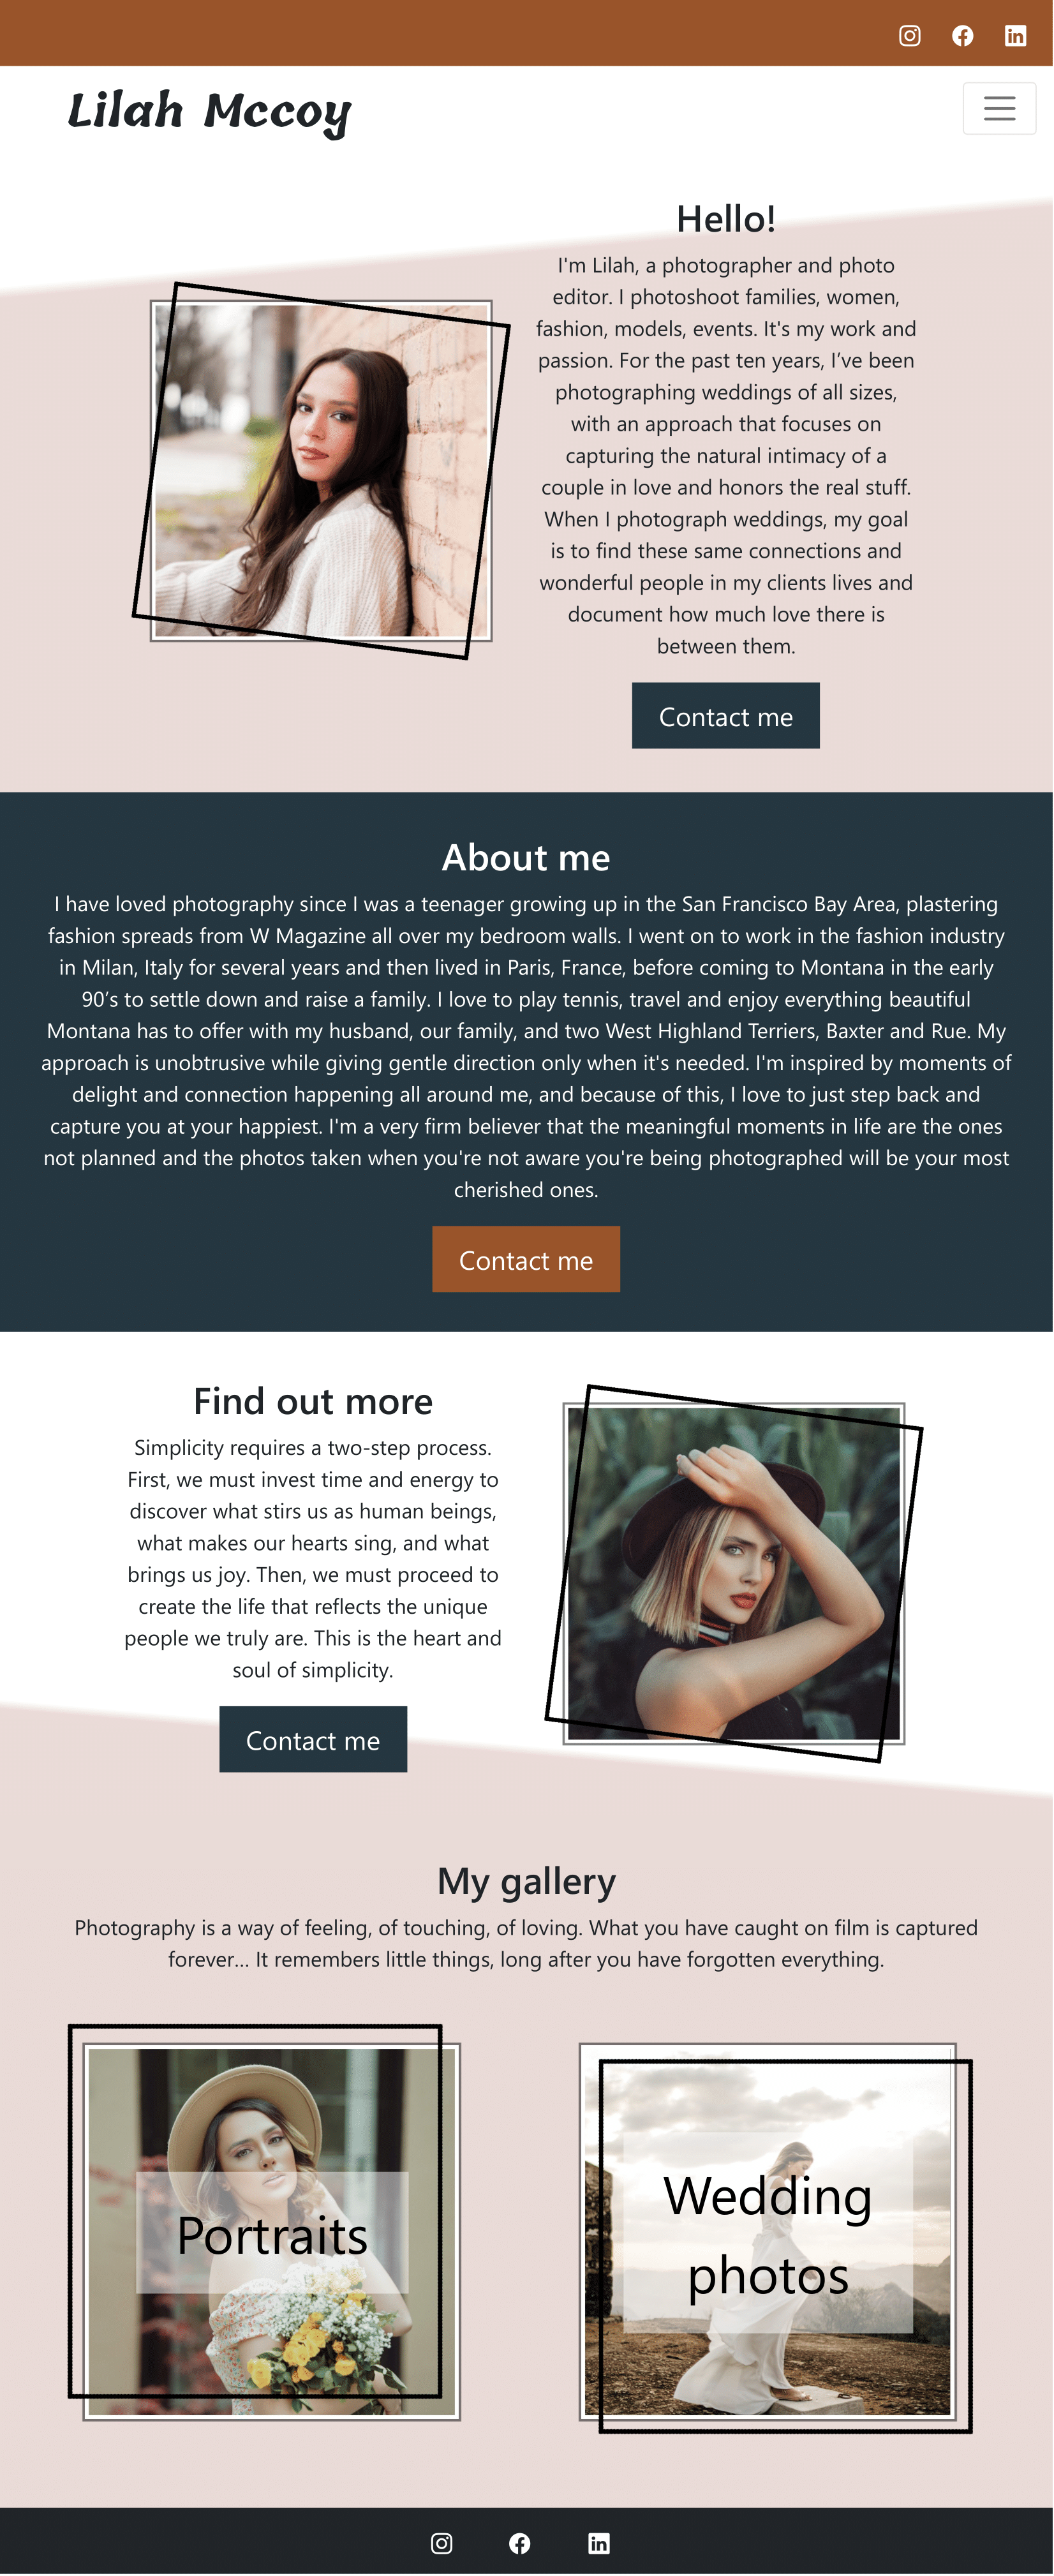 Lilah Mccoy
Hello!
I'm Lilah, a photographer and photo
editor. I photoshoot families, women,
fashion, models, events. It's my work and
passion. For the past ten years, I’ve been
photographing weddings of all sizes,
with an approach that focuses on
capturing the natural intimacy of a
couple in love and honors the real stuff.
When I photograph weddings, my goal
is to find these same connections and
wonderful people in my clients lives and
document how much love there is
between them.
Contact me
About me
I have loved photography since I was a teenager growing up in the San Francisco Bay Area, plastering
fashion spreads from W Magazine all over my bedroom walls. I went on to work in the fashion industry
in Milan, Italy for several years and then lived in Paris, France, before coming to Montana in the early
90’s to settle down and raise a family. I love to play tennis, travel and enjoy everything beautiful
Montana has to offer with my husband, our family, and two West Highland Terriers, Baxter and Rue. My
approach is unobtrusive while giving gentle direction only when it's needed. I'm inspired by moments of
delight and connection happening all around me, and because of this, I love to just step back and
capture you at your happiest. I'm a very firm believer that the meaningful moments in life are the ones
not planned and the photos taken when you're not aware you're being photographed will be your most
cherished ones.
Contact me
Find out more
Simplicity requires a two-step process.
First, we must invest time and energy to
discover what stirs us as human beings,
what makes our hearts sing, and what
brings us joy. Then, we must proceed to
create the life that reflects the unique
people we truly are. This is the heart and
soul of simplicity.
Contact me
My gallery
Photography is a way of feeling, of touching, of loving. What you have caught on film is captured
forever... It remembers little things, long after you have forgotten everything.
Portraits
Wedding
photos